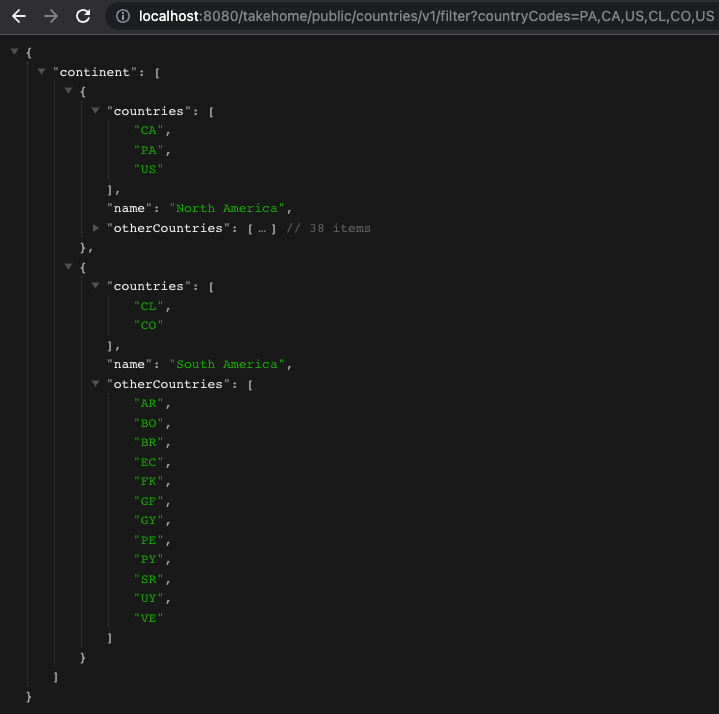 localhost:8080/takehome/public/countries/v1/filter?countryCodes=PA,CA,US,CL,CO,US
{
"continent": [
{
"countries": [
"CA",
"PA",
"US"
],
"name": "North America",
"otherCountries": [ … ] // 38 items
},
{
"countries": [
"CL",
"CO"
],
"name": "South America",
"otherCountries": [
"AR",
"BO",
"BR",
"EC",
"FK",
"GF",
"GY",
"PE",
"PY",
"SR",
"UY",
"VE"
]
}
]
}